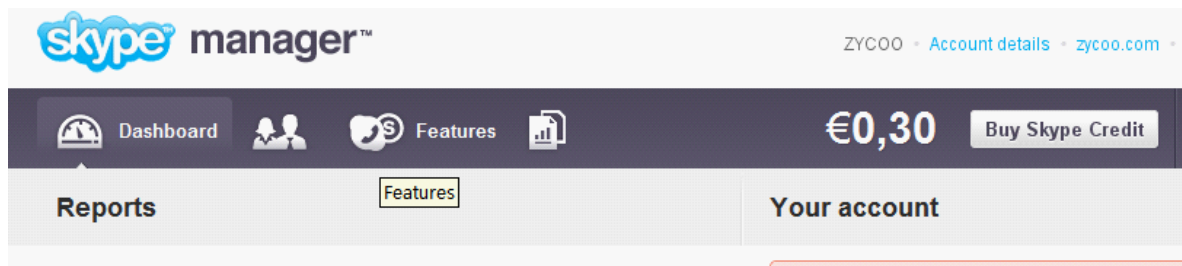 skype manager™
ZYCOO • Account details • zycoo.com •
Dashboard Features €0,30 Buy Skype Credit
Features
Reports Your account